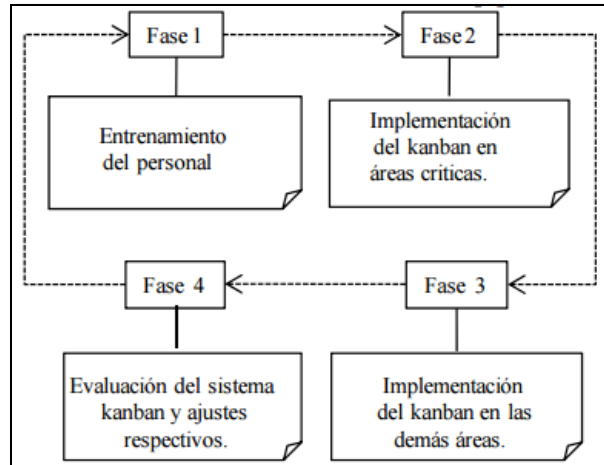 Fase 1
Fase 2
Entrenamiento
del personal
Implementación
del kanban en
áreas criticas.
Fase 4
Fase 3
Evaluación del sistema
kanban y ajustes
respectivos.
Implementación
del kanban en las
demás áreas.